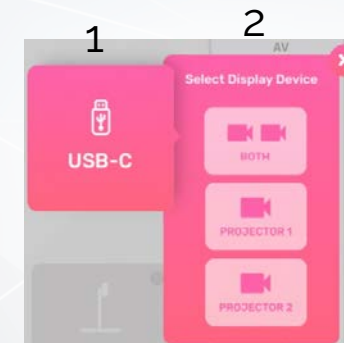 1
2
AV
X
Select Display Device
USB-C
BOTH
PROJECTOR 1
PROJECTOR 2